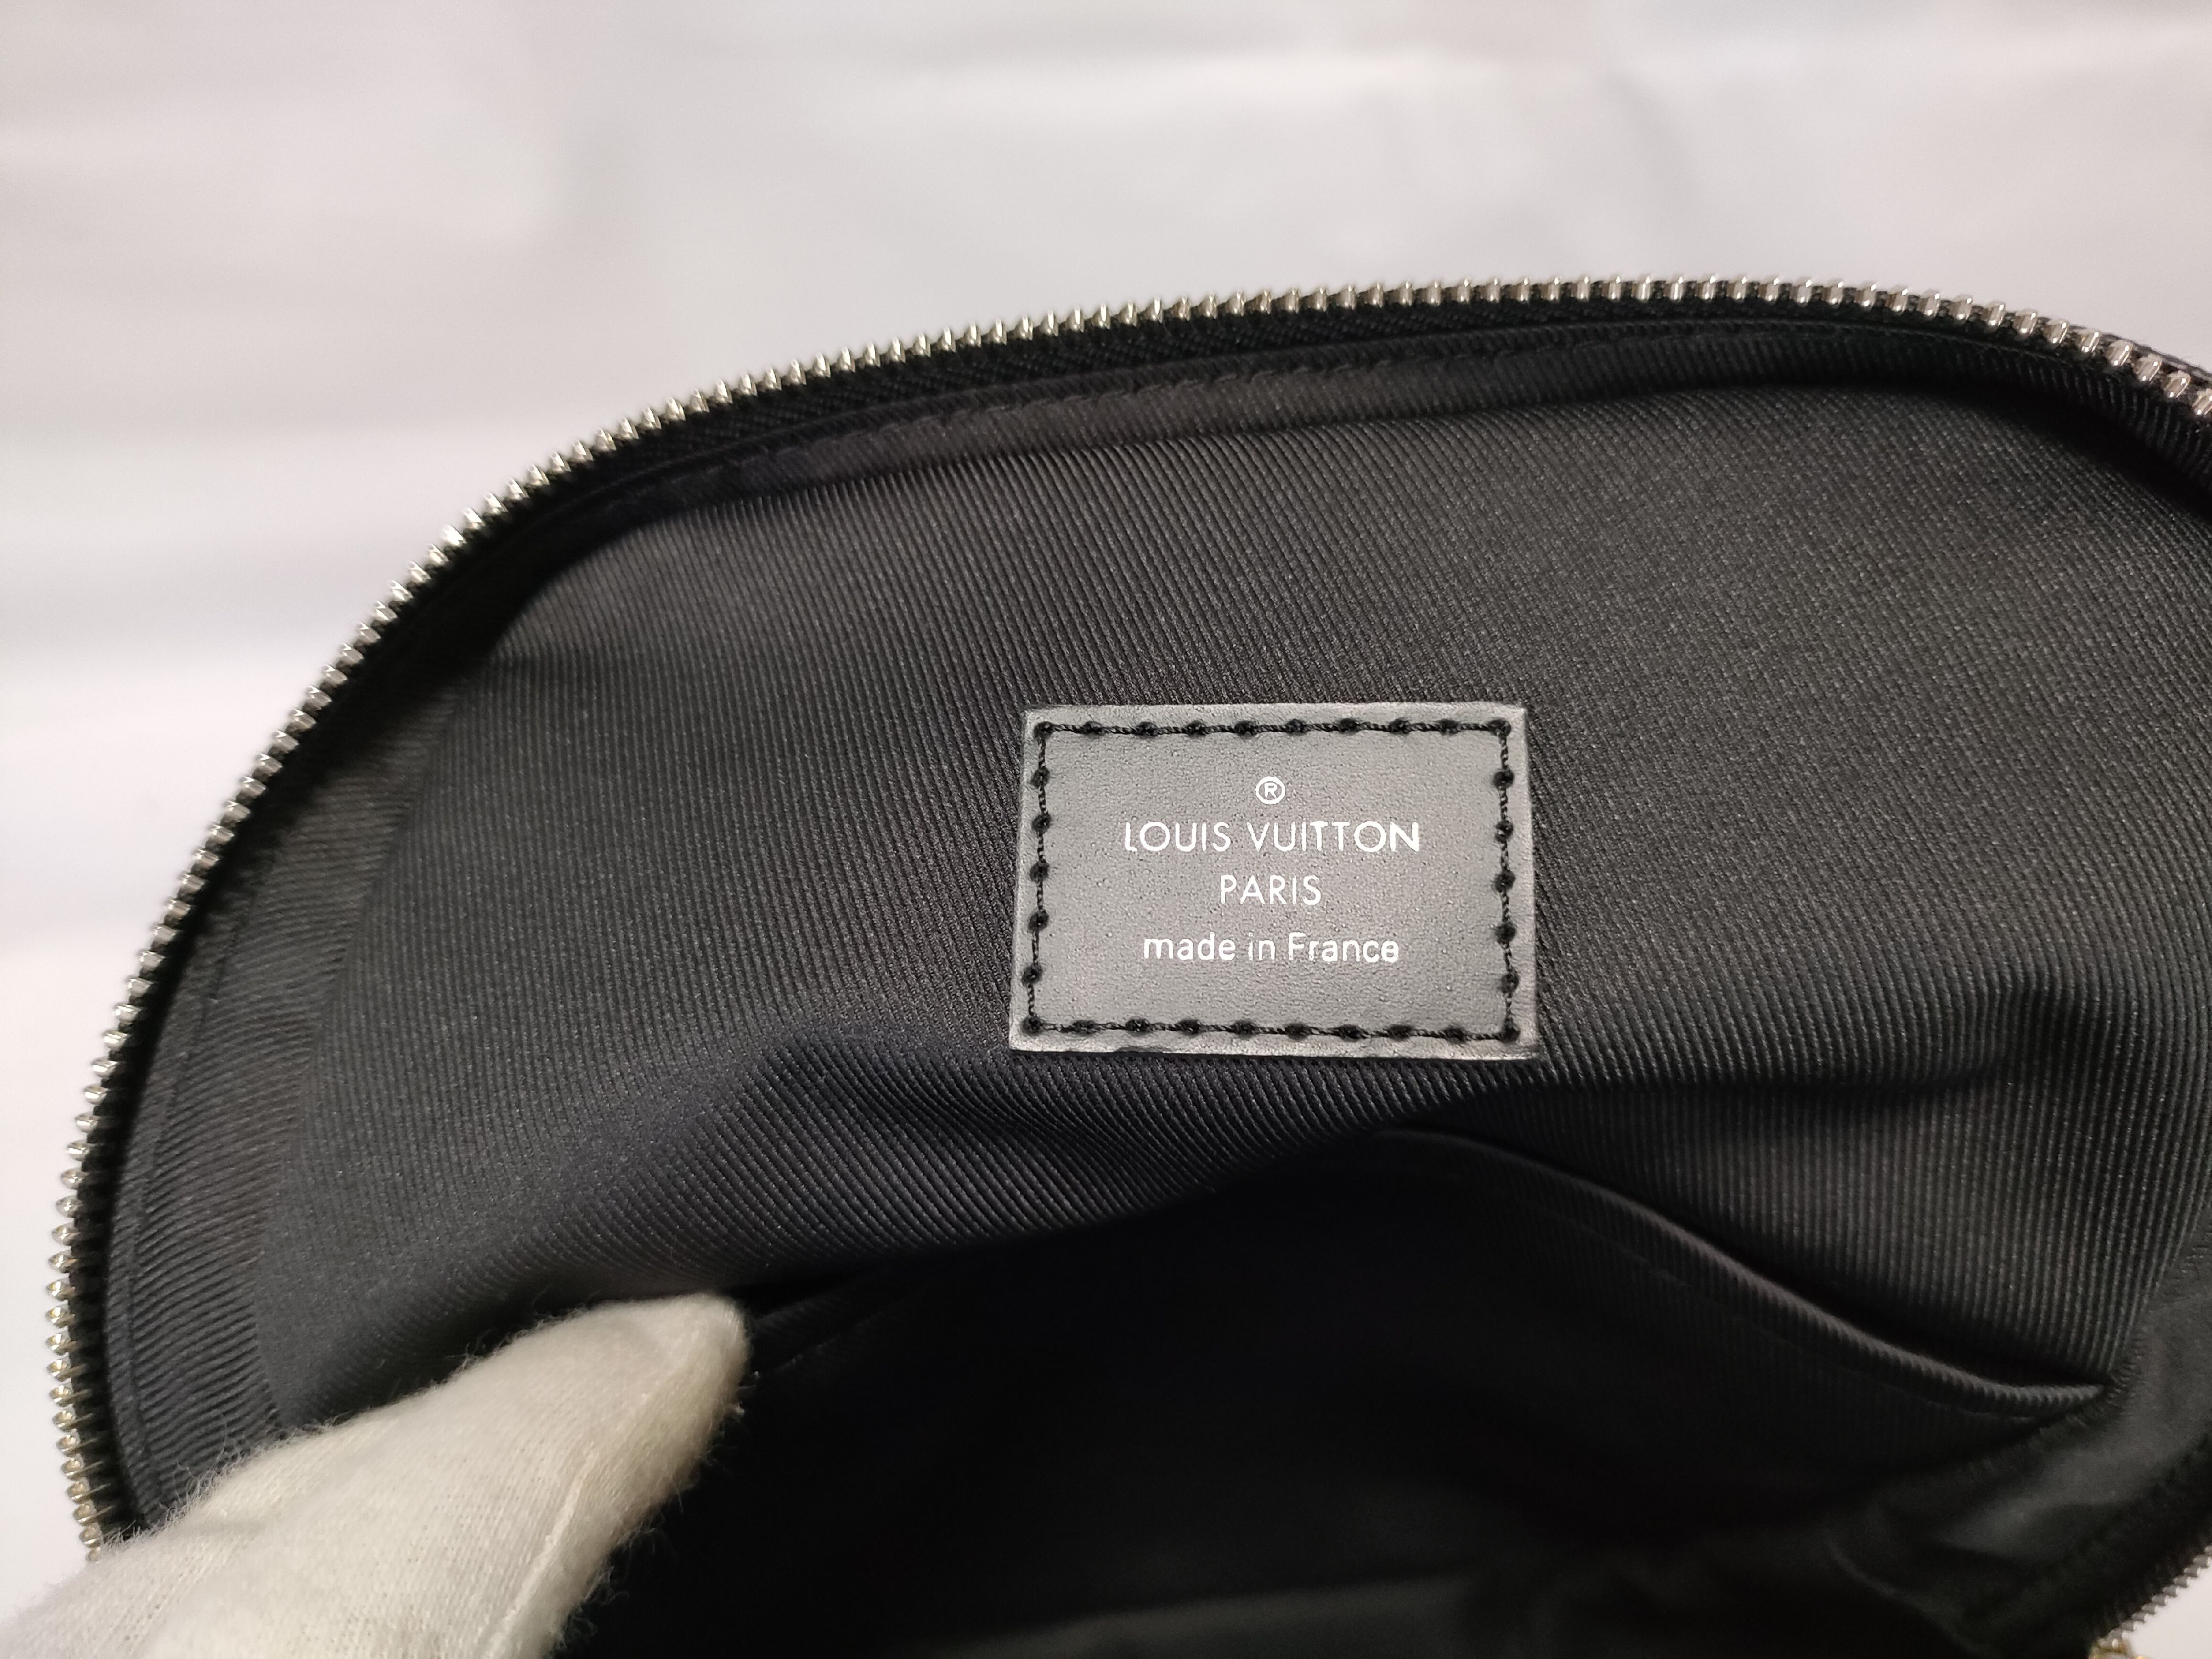 ®
LOUIS VUITTON
PARIS
made in France